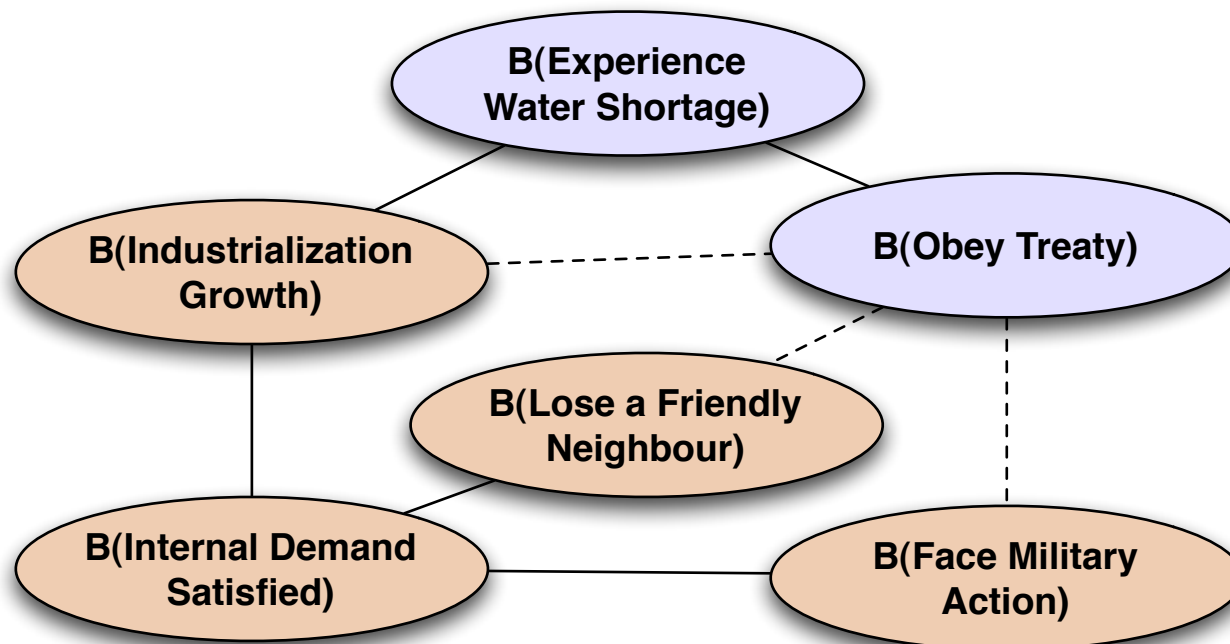 B(Experience
Water Shortage)
B(Industrialization
Growth)
B(Obey Treaty)
B(Lose a Friendly
Neighbour)
B(Internal Demand
Satisfied)
B(Face Military
Action)